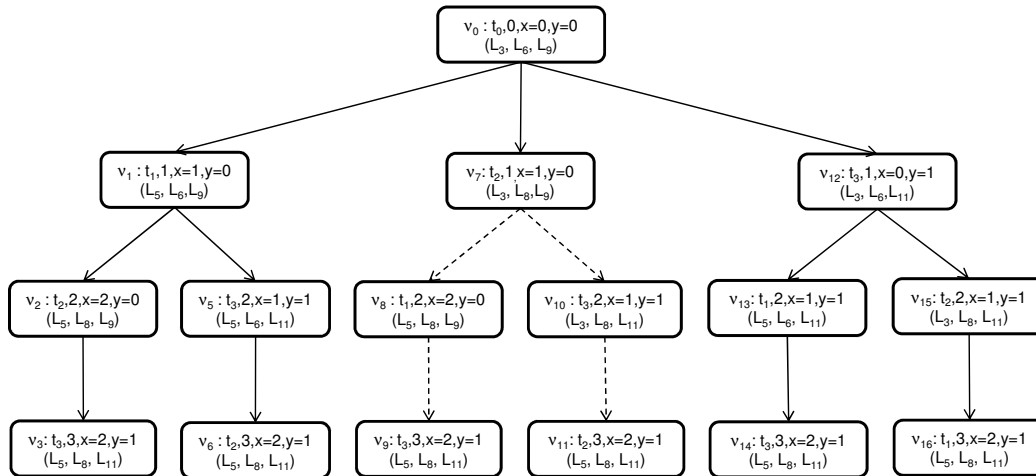 ν₀ : t₀,0,x=0,y=0
(L₃, L₆, L₉)
ν₁ : t₁,1,x=1,y=0
(L₅, L₆,L₉)
ν₇: t₂,1,x=1,y=0
(L₃, L₈,L₉)
ν₁₂: t₃,1,x=0,y=1
(L₃, L₆,L₁₁)
ν₂ : t₂,2,x=2,y=0
(L₅, L₈, L₉)
ν₅ : t₃,2,x=1,y=1
(L₅, L₆, L₁₁)
ν₈ : t₁,2,x=2,y=0
(L₅, L₈, L₉)
ν₁₀: t₃,2,x=1,y=1
(L₃, L₈, L₁₁)
ν₁₃: t₁,2,x=1,y=1
(L₅, L₆, L₁₁)
ν₁₅: t₂,2,x=1,y=1
(L₃, L₈, L₁₁)
ν₃: t₃,3,x=2,y=1
(L₅, L₈, L₁₁)
ν₆ : t₂,3,x=2,y=1
(L₅, L₈, L₁₁)
ν₉: t₃,3,x=2,y=1
(L₅, L₈, L₁₁)
ν₁₁: t₂,3,x=2,y=1
(L₅, L₈, L₁₁)
ν₁₄: t₃,3,x=2,y=1
(L₅, L₈, L₁₁)
ν₁₆: t₁,3,x=2,y=1
(L₅, L₈, L₁₁)